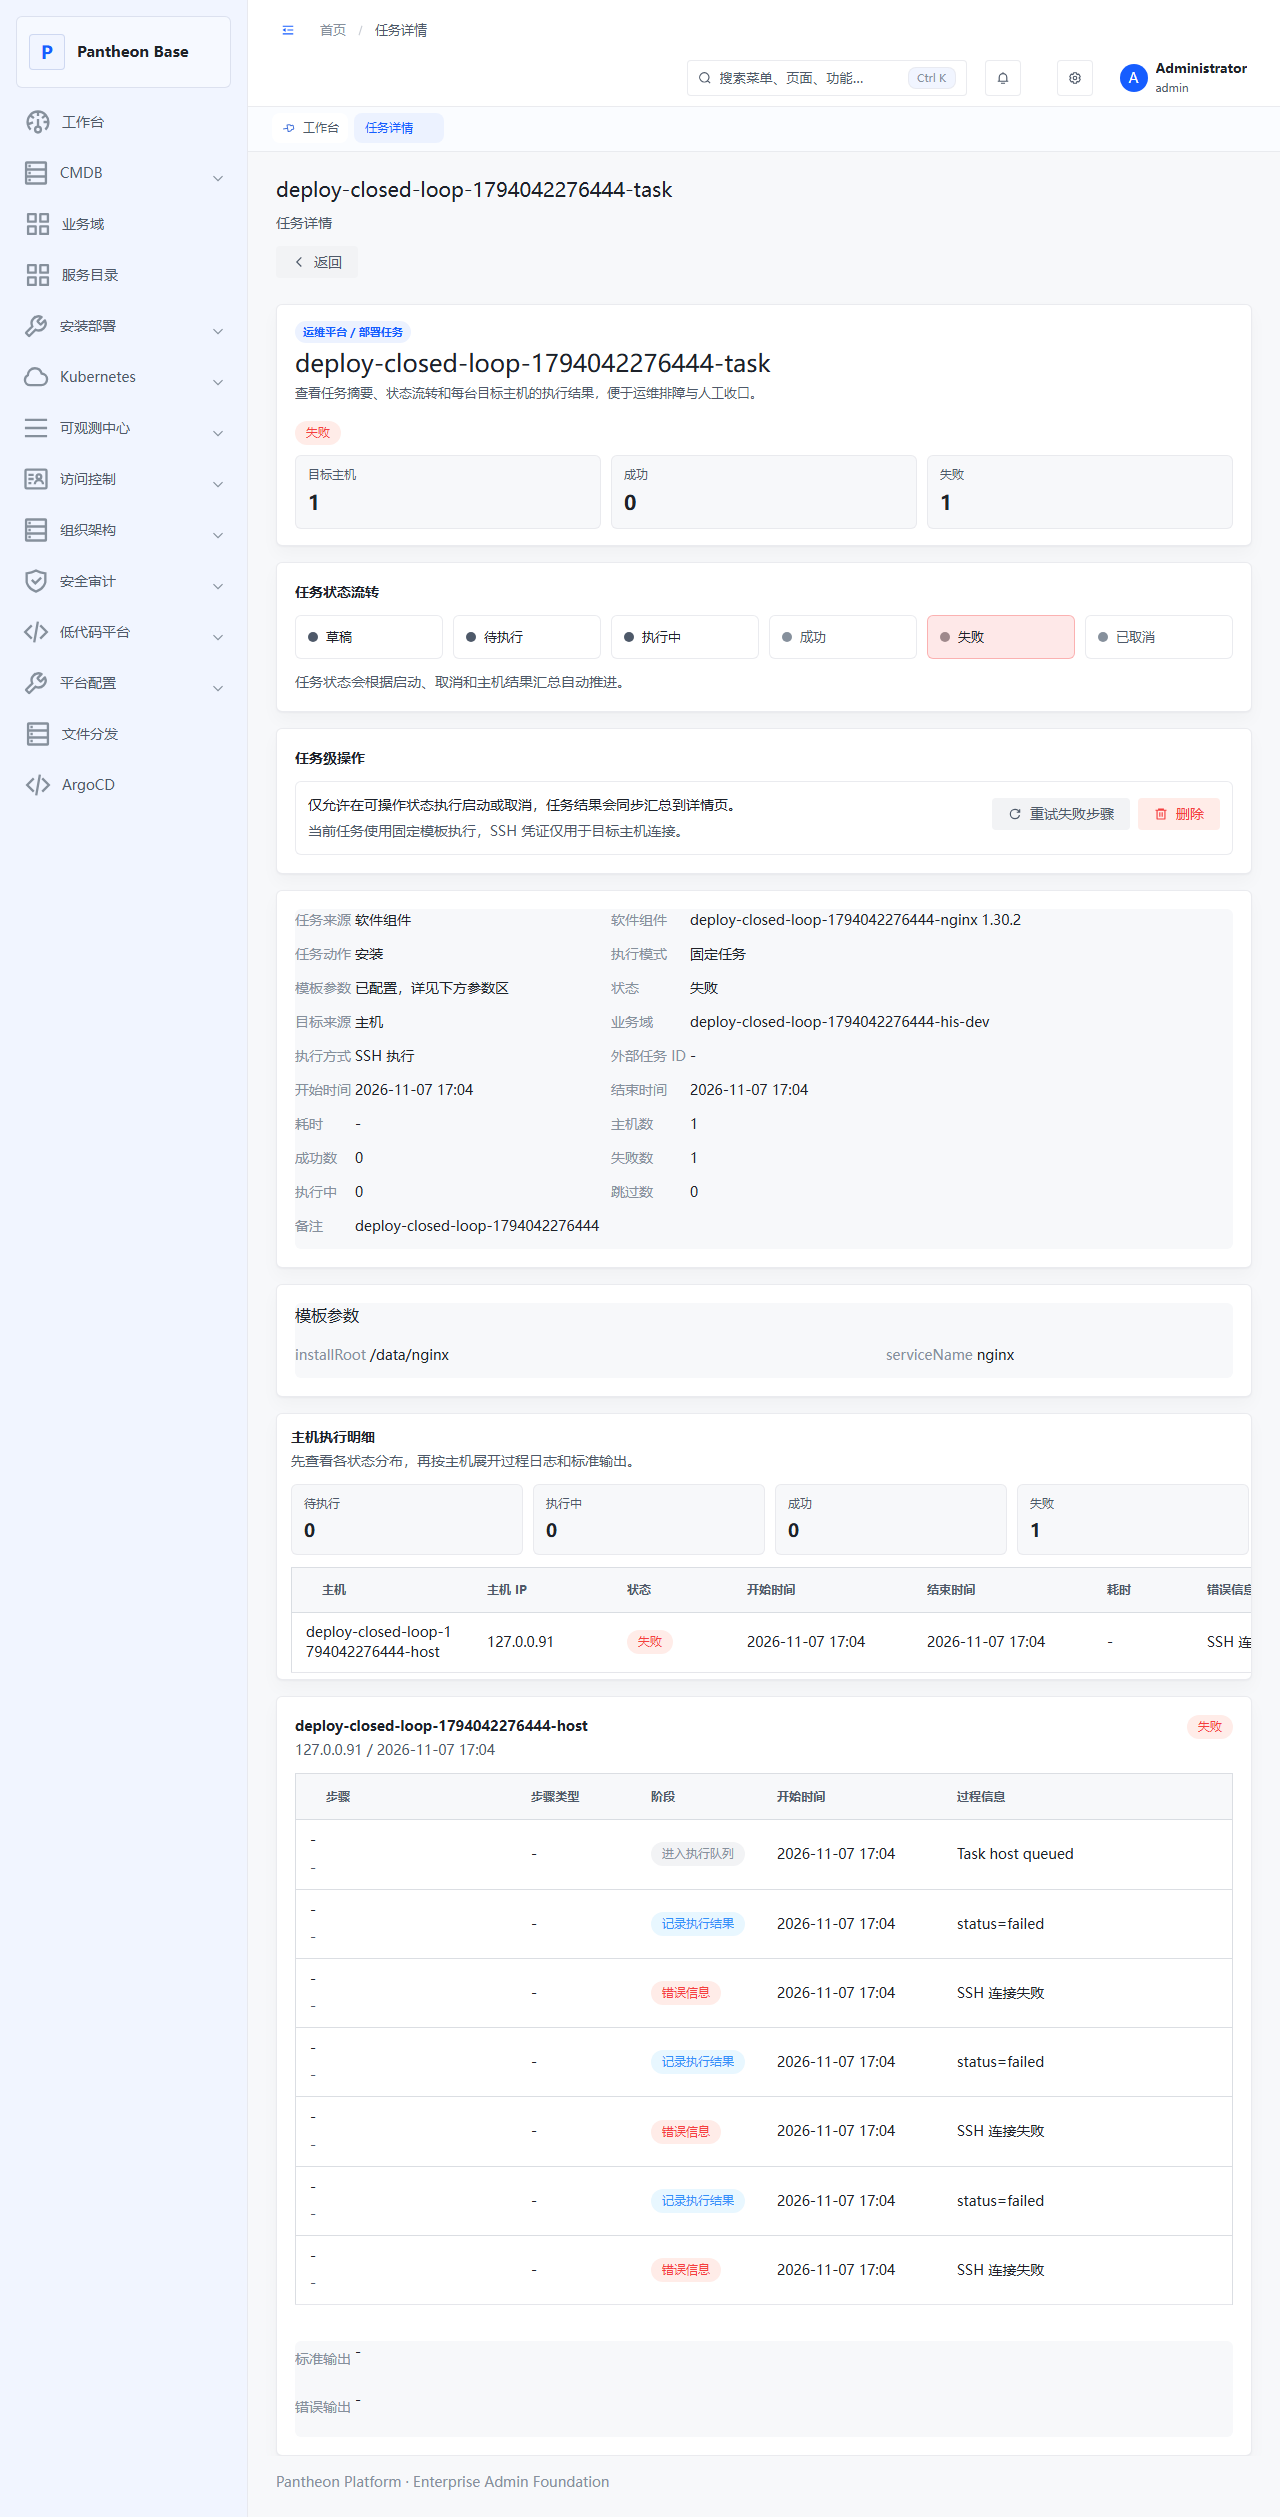 P Pantheon Base
工作台
CMDB
业务域
服务目录
安装部署
Kubernetes
可观测中心
访问控制
组织架构
安全审计
低代码平台
平台配置
文件分发
ArgoCD
首页 / 任务详情
搜索菜单、页面、功能... Ctrl K
A Administrator
admin
工作台 任务详情
deploy-closed-loop-1794042276444-task
任务详情
返回
运维平台 / 部署任务
deploy-closed-loop-1794042276444-task
查看任务摘要、状态流转和每台目标主机的执行结果，便于运维排障与人工收口。
失败
目标主机 成功 失败
1 0 1
任务状态流转
草稿 待执行 执行中 成功 失败 已取消
任务状态会根据启动、取消和主机结果汇总自动推进。
任务级操作
仅允许在可操作状态执行启动或取消，任务结果会同步汇总到详情页。
当前任务使用固定模板执行，SSH 凭证仅用于目标主机连接。
重试失败步骤 删除
任务来源 软件组件 软件组件 deploy-closed-loop-1794042276444-nginx 1.30.2
任务动作 安装 执行模式 固定任务
模板参数 已配置，详见下方参数区 状态 失败
目标来源 主机 业务域 deploy-closed-loop-1794042276444-his-dev
执行方式 SSH 执行 外部任务 ID -
开始时间 2026-11-07 17:04 结束时间 2026-11-07 17:04
耗时 - 主机数 1
成功数 0 失败数 1
执行中 0 跳过数 0
备注 deploy-closed-loop-1794042276444
模板参数
installRoot /data/nginx serviceName nginx
主机执行明细
先查看各状态分布，再按主机展开过程日志和标准输出。
待执行 执行中 成功 失败
0 0 0 1
主机 主机 IP 状态 开始时间 结束时间 耗时 错误信息
deploy-closed-loop-1
794042276444-host 127.0.0.91 失败 2026-11-07 17:04 2026-11-07 17:04 - SSH 连
deploy-closed-loop-1794042276444-host 失败
127.0.0.91 / 2026-11-07 17:04
步骤 步骤类型 阶段 开始时间 过程信息
-
- - 进入执行队列 2026-11-07 17:04 Task host queued
-
- - 记录执行结果 2026-11-07 17:04 status=failed
-
- - 错误信息 2026-11-07 17:04 SSH 连接失败
-
- - 记录执行结果 2026-11-07 17:04 status=failed
-
- - 错误信息 2026-11-07 17:04 SSH 连接失败
-
- - 记录执行结果 2026-11-07 17:04 status=failed
-
- - 错误信息 2026-11-07 17:04 SSH 连接失败
标准输出 -
错误输出 -
Pantheon Platform · Enterprise Admin Foundation